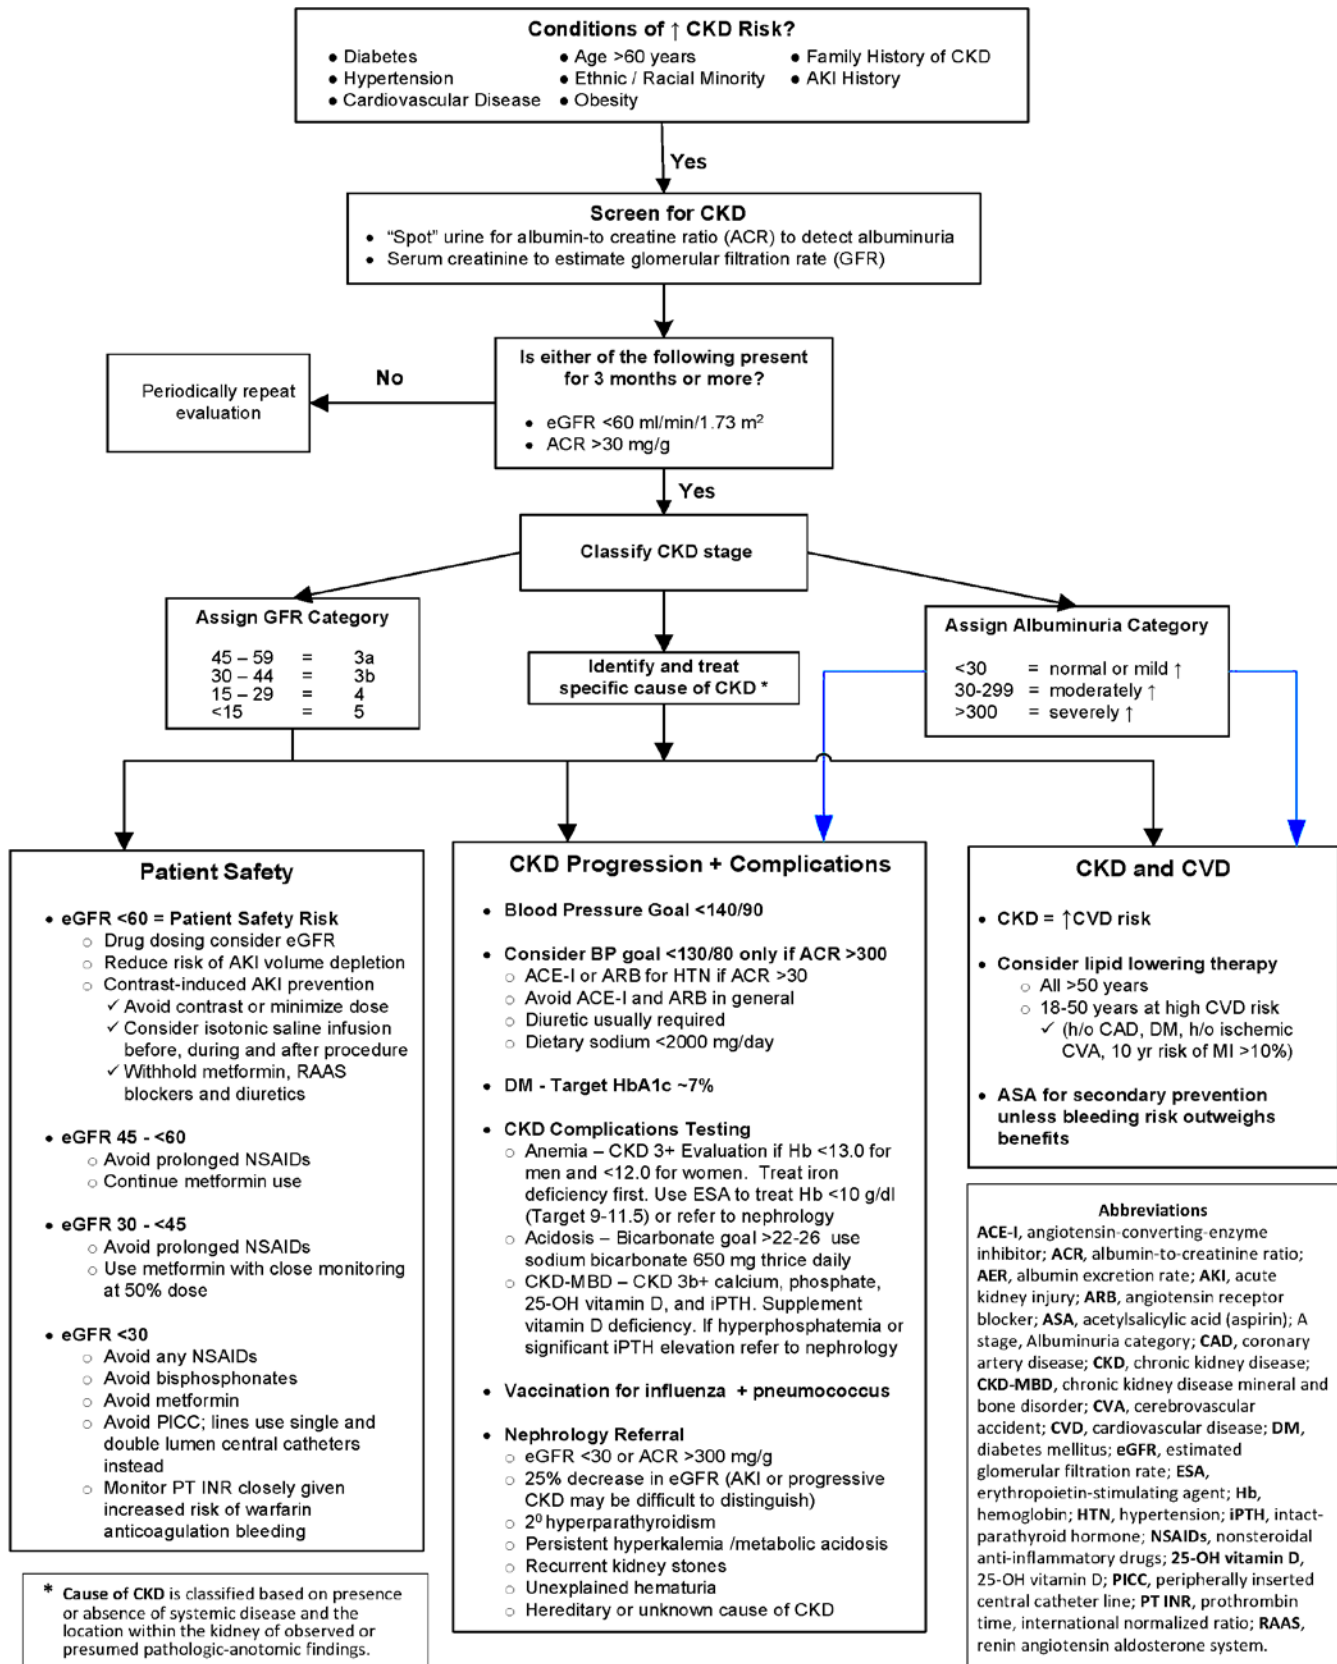 Conditions of ↑ CKD Risk?
● Diabetes
● Hypertension
● Cardiovascular Disease
● Age >60 years
● Ethnic / Racial Minority
● Obesity
● Family History of CKD
● AKI History
Yes
Screen for CKD
• “Spot” urine for albumin-to creatine ratio (ACR) to detect albuminuria
• Serum creatinine to estimate glomerular filtration rate (GFR)
Is either of the following present
for 3 months or more?
• eGFR <60 ml/min/1.73 m²
• ACR >30 mg/g
No
Periodically repeat
evaluation
Yes
Classify CKD stage
Assign GFR Category
45 – 59 = 3a
30 – 44 = 3b
15 – 29 = 4
<15 = 5
Identify and treat
specific cause of CKD *
Assign Albuminuria Category
<30 = normal or mild ↑
30-299 = moderately ↑
>300 = severely ↑
Patient Safety
• eGFR <60 = Patient Safety Risk
○ Drug dosing consider eGFR
○ Reduce risk of AKI volume depletion
○ Contrast-induced AKI prevention
✓ Avoid contrast or minimize dose
✓ Consider isotonic saline infusion
before, during and after procedure
✓ Withhold metformin, RAAS
blockers and diuretics
• eGFR 45 - <60
○ Avoid prolonged NSAIDs
○ Continue metformin use
• eGFR 30 - <45
○ Avoid prolonged NSAIDs
○ Use metformin with close monitoring
at 50% dose
• eGFR <30
○ Avoid any NSAIDs
○ Avoid bisphosphonates
○ Avoid metformin
○ Avoid PICC; lines use single and
double lumen central catheters
instead
○ Monitor PT INR closely given
increased risk of warfarin
anticoagulation bleeding
* Cause of CKD is classified based on presence
or absence of systemic disease and the
location within the kidney of observed or
presumed pathologic-anotomic findings.
CKD Progression + Complications
• Blood Pressure Goal <140/90
• Consider BP goal <130/80 only if ACR >300
○ ACE-I or ARB for HTN if ACR >30
○ Avoid ACE-I and ARB in general
○ Diuretic usually required
○ Dietary sodium <2000 mg/day
• DM - Target HbA1c ~7%
• CKD Complications Testing
○ Anemia – CKD 3+ Evaluation if Hb <13.0 for
men and <12.0 for women. Treat iron
deficiency first. Use ESA to treat Hb <10 g/dl
(Target 9-11.5) or refer to nephrology
○ Acidosis – Bicarbonate goal >22-26 use
sodium bicarbonate 650 mg thrice daily
○ CKD-MBD – CKD 3b+ calcium, phosphate,
25-OH vitamin D, and iPTH. Supplement
vitamin D deficiency. If hyperphosphatemia or
significant iPTH elevation refer to nephrology
• Vaccination for influenza + pneumococcus
• Nephrology Referral
○ eGFR <30 or ACR >300 mg/g
○ 25% decrease in eGFR (AKI or progressive
CKD may be difficult to distinguish)
○ 2⁰ hyperparathyroidism
○ Persistent hyperkalemia /metabolic acidosis
○ Recurrent kidney stones
○ Unexplained hematuria
○ Hereditary or unknown cause of CKD
CKD and CVD
• CKD = ↑CVD risk
• Consider lipid lowering therapy
○ All >50 years
○ 18-50 years at high CVD risk
✓ (h/o CAD, DM, h/o ischemic
CVA, 10 yr risk of MI >10%)
• ASA for secondary prevention
unless bleeding risk outweighs
benefits
Abbreviations
ACE-I, angiotensin-converting-enzyme
inhibitor; ACR, albumin-to-creatinine ratio;
AER, albumin excretion rate; AKI, acute
kidney injury; ARB, angiotensin receptor
blocker; ASA, acetylsalicylic acid (aspirin); A
stage, Albuminuria category; CAD, coronary
artery disease; CKD, chronic kidney disease;
CKD-MBD, chronic kidney disease mineral and
bone disorder; CVA, cerebrovascular
accident; CVD, cardiovascular disease; DM,
diabetes mellitus; eGFR, estimated
glomerular filtration rate; ESA,
erythropoietin-stimulating agent; Hb,
hemoglobin; HTN, hypertension; iPTH, intact-
parathyroid hormone; NSAIDs, nonsteroidal
anti-inflammatory drugs; 25-OH vitamin D,
25-OH vitamin D; PICC, peripherally inserted
central catheter line; PT INR, prothrombin
time, international normalized ratio; RAAS,
renin angiotensin aldosterone system.